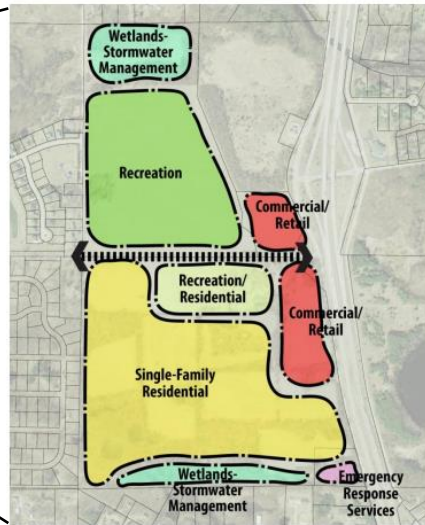 Wetlands-
Stormwater
Management
Recreation
Commercial/
Retail
Recreation/
Residential
Commercial/
Retail
Single-Family
Residential
Wetlands-
Stormwater
Management
Emergency
Response
Services